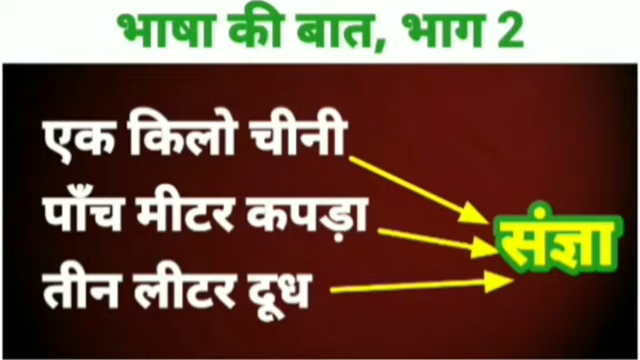 भाषा की बात, भाग 2
एक किलो चीनी
पाँच मीटर कपड़ा
तीन लीटर दूध
संज्ञा